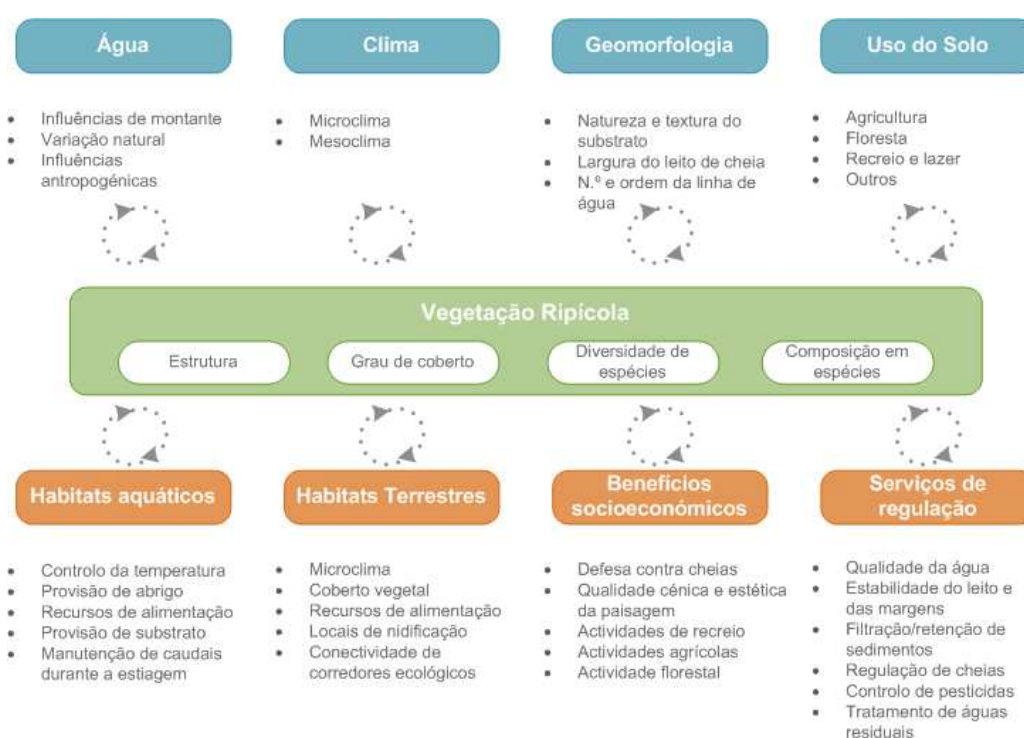 Água
Clima
Geomorfologia
Uso do Solo
• Influências de montante
• Variação natural
• Influências
antropogénicas
• Microclima
• Mesoclima
• Natureza e textura do
substrato
• Largura do leito de cheia
• N.º e ordem da linha de
água
• Agricultura
• Floresta
• Recreio e lazer
• Outros
Vegetação Ripícola
Estrutura
Grau de coberto
Diversidade de
espécies
Composição em
espécies
Habitats aquáticos
Habitats Terrestres
Benefícios
socioeconómicos
Serviços de
regulação
• Controlo da temperatura
• Provisão de abrigo
• Recursos de alimentação
• Provisão de substrato
• Manutenção de caudais
durante a estiagem
• Microclima
• Coberto vegetal
• Recursos de alimentação
• Locais de nidificação
• Conectividade de
corredores ecológicos
• Defesa contra cheias
• Qualidade cénica e estética
da paisagem
• Actividades de recreio
• Actividades agrícolas
• Actividade florestal
• Qualidade da água
• Estabilidade do leito e
das margens
• Filtração/retenção de
sedimentos
• Regulação de cheias
• Controlo de pesticidas
• Tratamento de águas
residuais